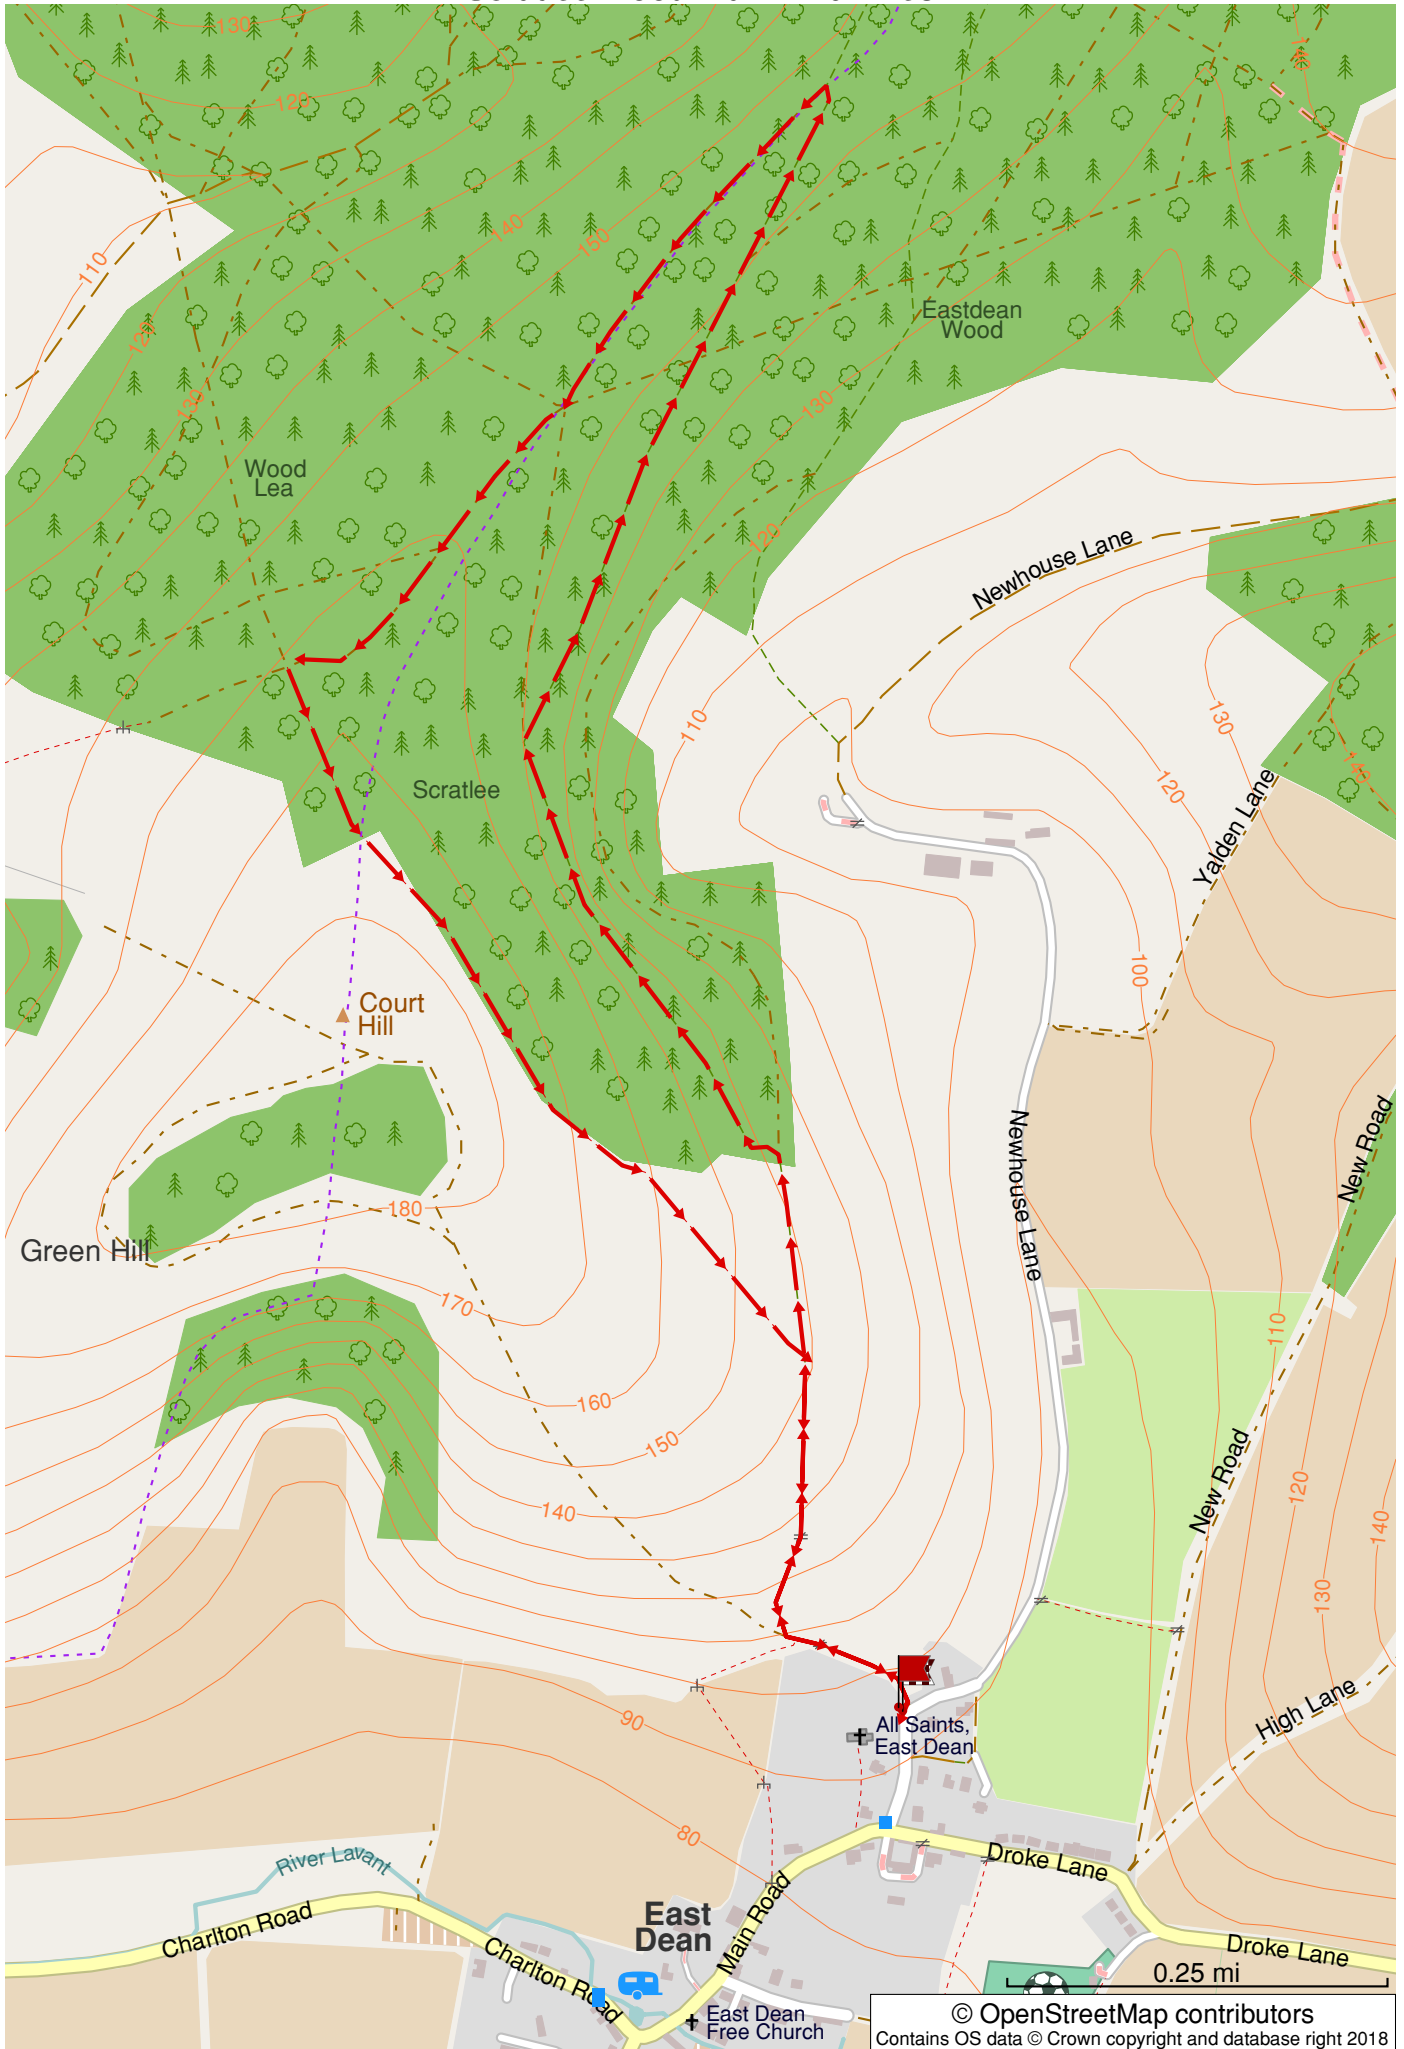 130
120
140
110
140
150
Eastdean
Wood
120
130
130
Wood
Lea
120
Newhouse Lane
110
130
140
120
Scratlee
Yalden Lane
100
Court
Hill
New Road
Newhouse Lane
180
Green Hill
170
110
160
150
120
New Road
140
140
130
All Saints,
East Dean
90
High Lane
80
River Lavant
Droke Lane
Charlton Road
Main Road
East
Dean
Charlton Road
Droke Lane
0.25 mi
East Dean
Free Church
© OpenStreetMap contributors
Contains OS data © Crown copyright and database right 2018